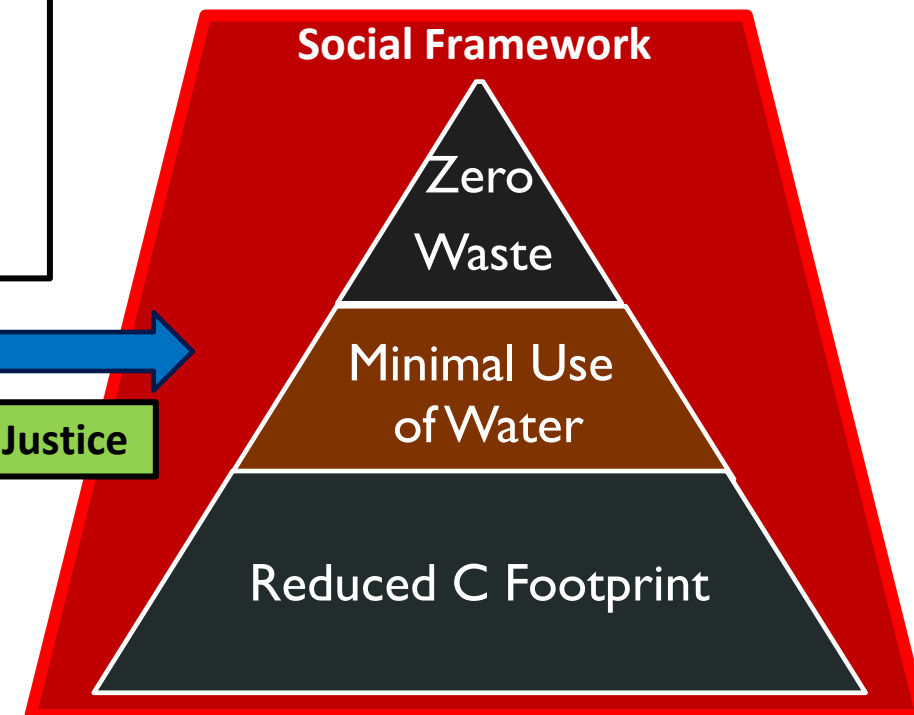 Social Framework
Zero
Waste
Minimal Use
of Water
Justice
Reduced C Footprint